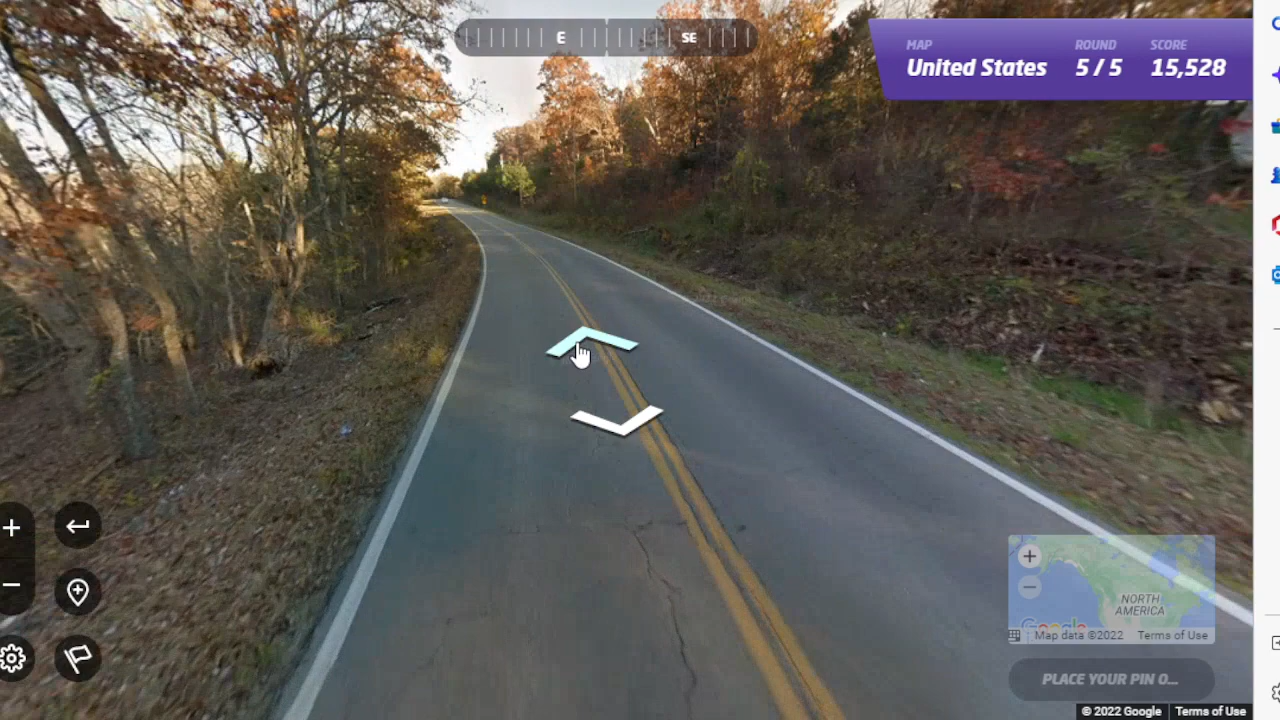 E
SE
MAP
United States
ROUND
5 / 5
SCORE
15,528
NORTH
AMERICA
Google
Map data ©2022
Terms of Use
PLACE YOUR PIN O...
© 2022 Google
Terms of Use